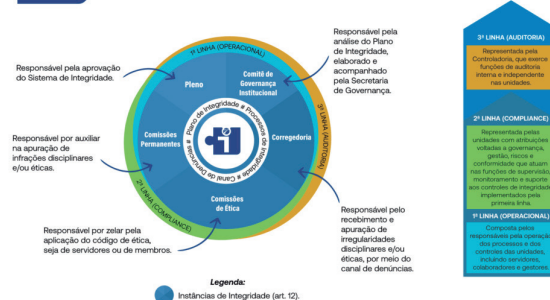 Responsável pela aprovação
do Sistema de Integridade.
Responsável por auxiliar
na apuração de
infrações disciplinares
e/ou éticas.
Responsável por zelar pela
aplicação do código de ética,
seja de servidores ou de membros.
1ª LINHA (OPERACIONAL)
Pleno
Comitê de
Governança
Institucional
Comissões
Permanentes
Corregedoria
Comissões
de Ética
Plano de Integridade # Processos de Integridade # Canal de Denúncias #
2ª LINHA (COMPLIANCE)
3ª LINHA (AUDITORIA)
Responsável pela
análise do Plano
de Integridade,
elaborado e
acompanhado
pela Secretaria
de Governança.
Responsável pelo
recebimento e
apuração de
irregularidades
disciplinares e/ou
éticas, por meio do
canal de denúncias.
Legenda:
Instâncias de Integridade (art. 12).
3ª LINHA (AUDITORIA)
Representada pela
Controladoria, que exerce
funções de auditoria
interna e independente
nas unidades.
2ª LINHA (COMPLIANCE)
Representada pelas
unidades com atribuições
voltadas a governança,
gestão, riscos e
conformidade que atuam
nas funções de supervisão,
monitoramento e suporte
aos controles de integridade
implementados pela
primeira linha.
1ª LINHA (OPERACIONAL)
Composta pelos
responsáveis pela operação
dos processos e dos
controles das unidades,
incluindo servidores,
colaboradores e gestores.